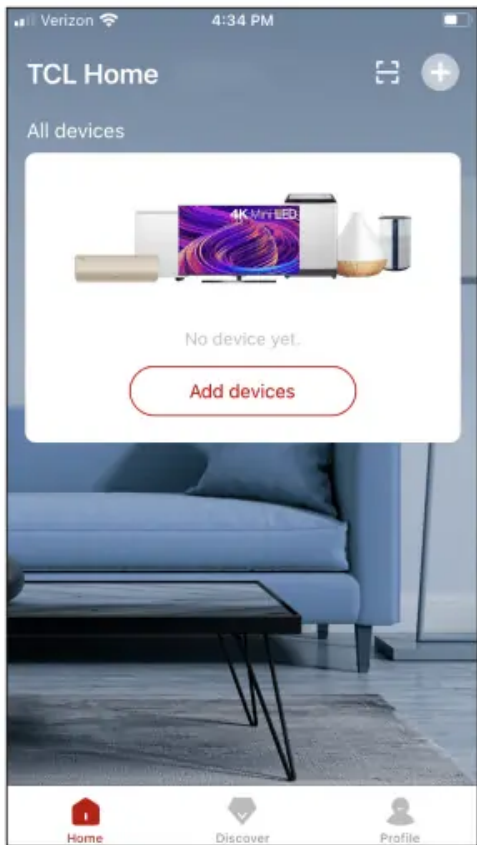 Verizon
4:34 PM
TCL Home
All devices
4K Mini-LED
No device yet.
Add devices
Home
Discover
Profile